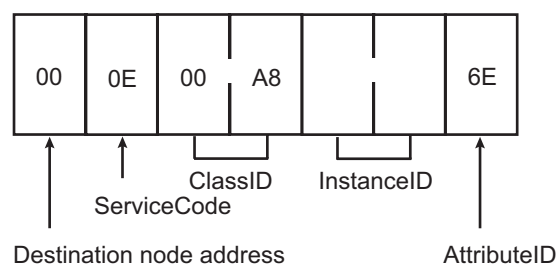 00 0E 00 A8 6E
ClassID InstanceID
ServiceCode
Destination node address AttributeID